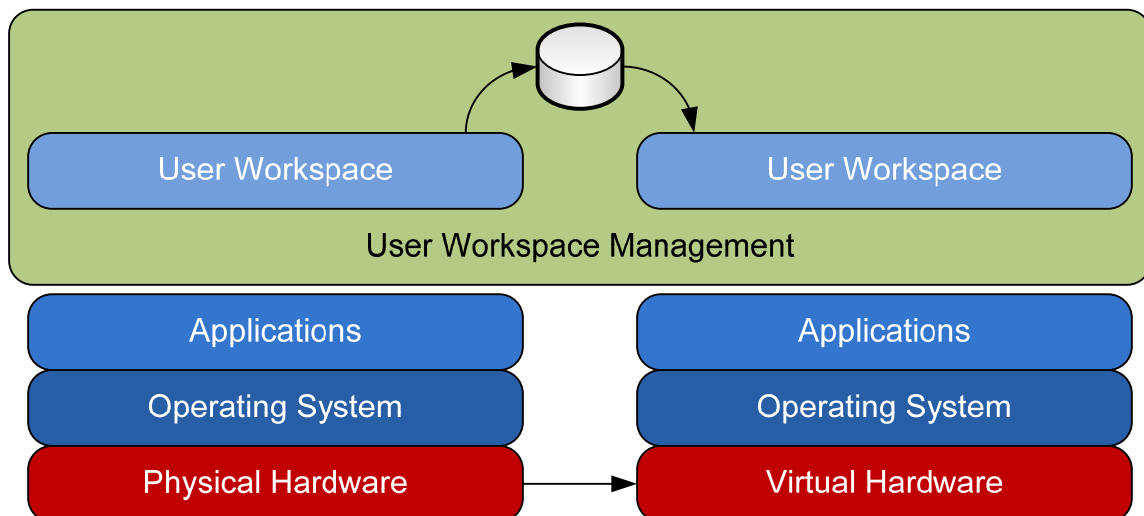 User Workspace
User Workspace
User Workspace Management
Applications
Applications
Operating System
Operating System
Physical Hardware
Virtual Hardware